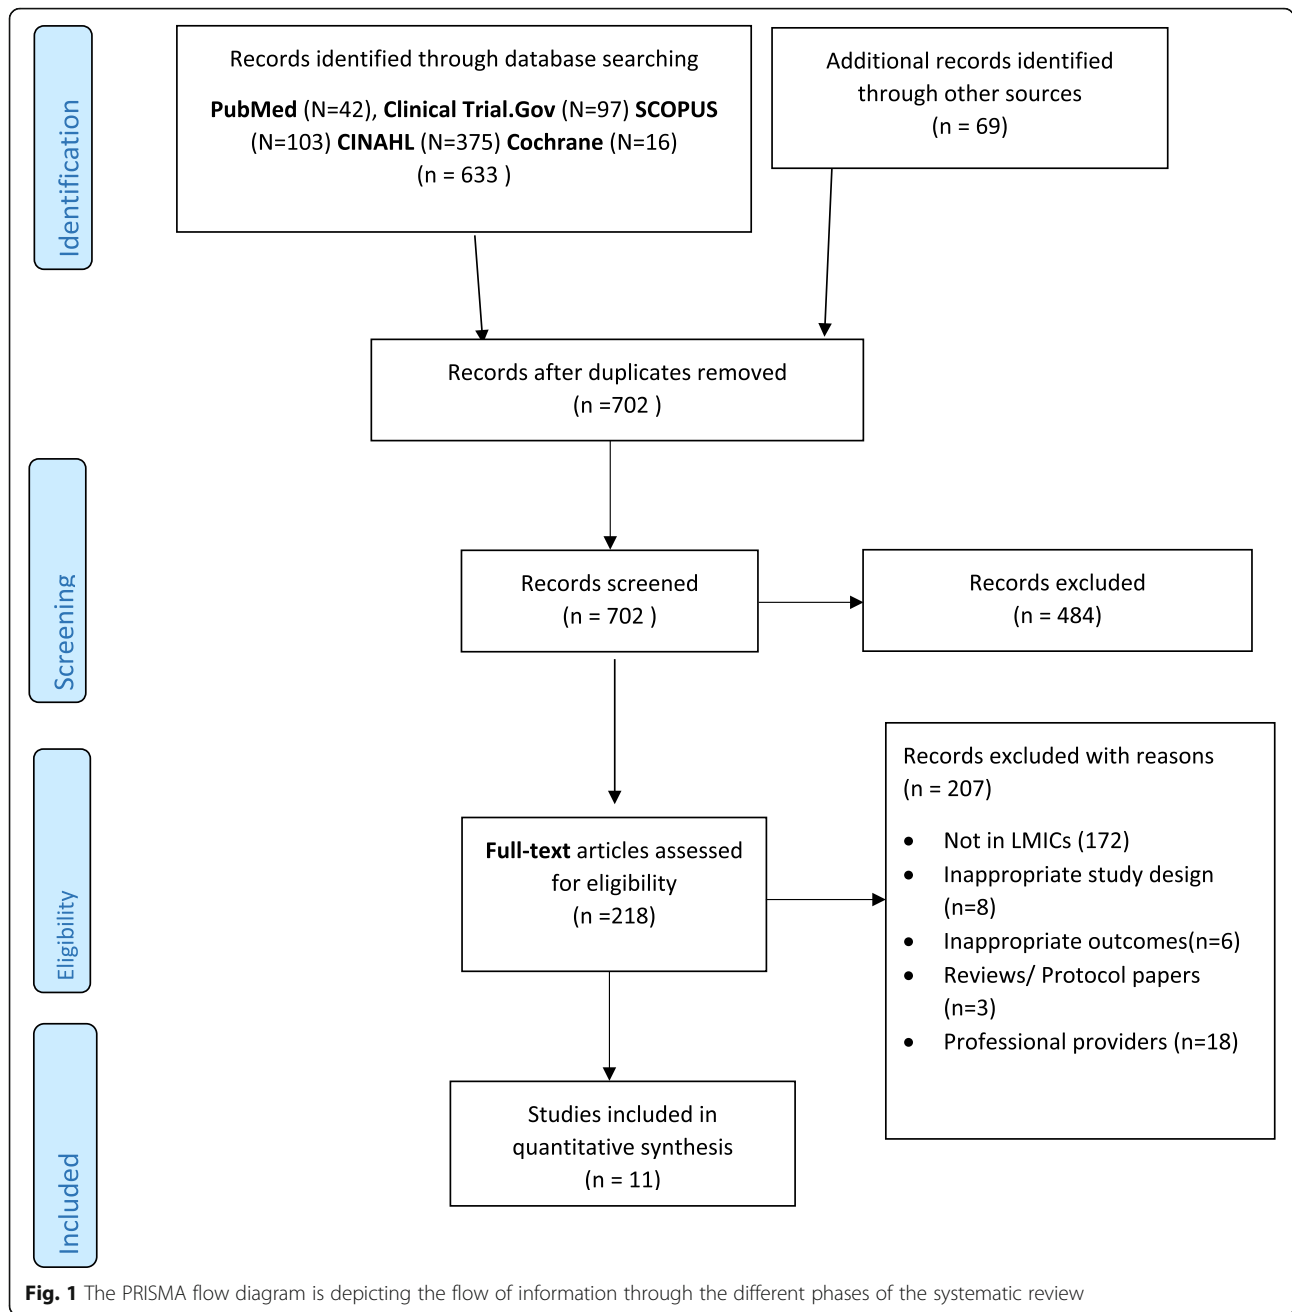 Identification
Records identified through database searching
PubMed (N=42), Clinical Trial.Gov (N=97) SCOPUS
(N=103) CINAHL (N=375) Cochrane (N=16)
(n = 633 )
Additional records identified
through other sources
(n = 69)
Records after duplicates removed
(n =702 )
Screening
Records screened
(n = 702 )
Records excluded
(n = 484)
Eligibility
Full-text articles assessed
for eligibility
(n =218)
Records excluded with reasons
(n = 207)
• Not in LMICs (172)
• Inappropriate study design
(n=8)
• Inappropriate outcomes(n=6)
• Reviews/ Protocol papers
(n=3)
• Professional providers (n=18)
Included
Studies included in
quantitative synthesis
(n = 11)
Fig. 1 The PRISMA flow diagram is depicting the flow of information through the different phases of the systematic review